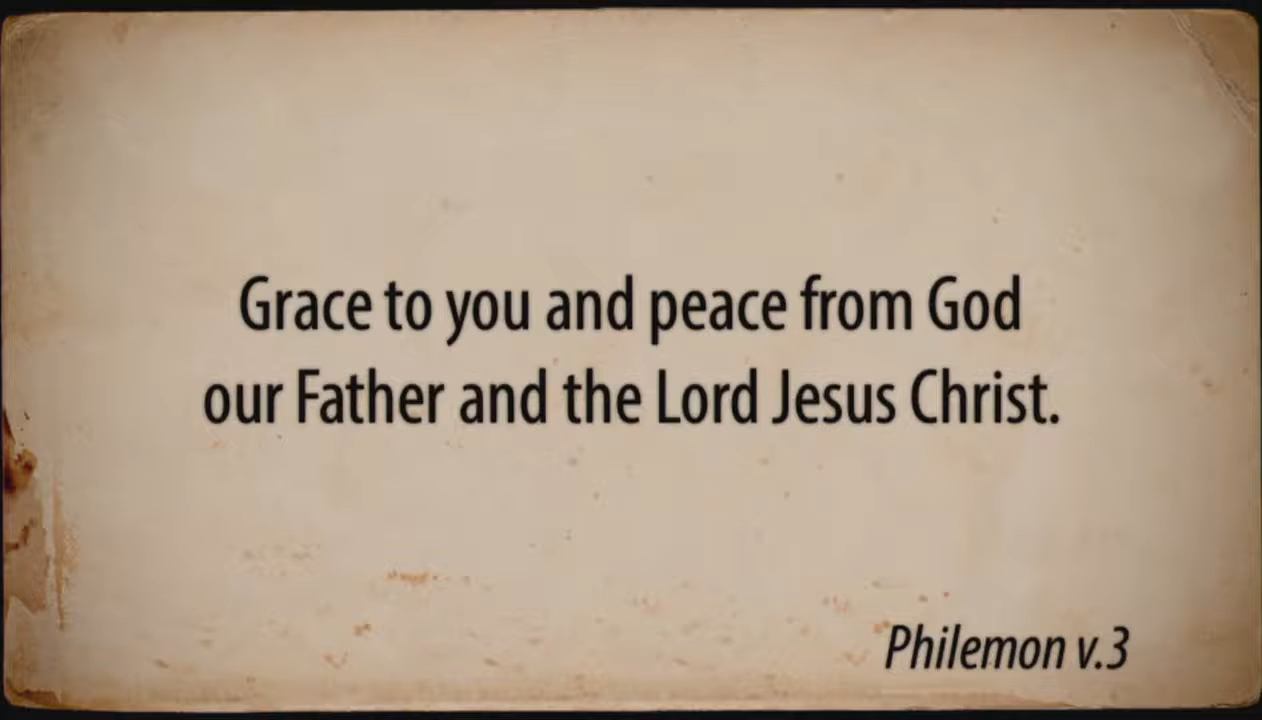 Grace to you and peace from God
our Father and the Lord Jesus Christ.
Philemon v.3